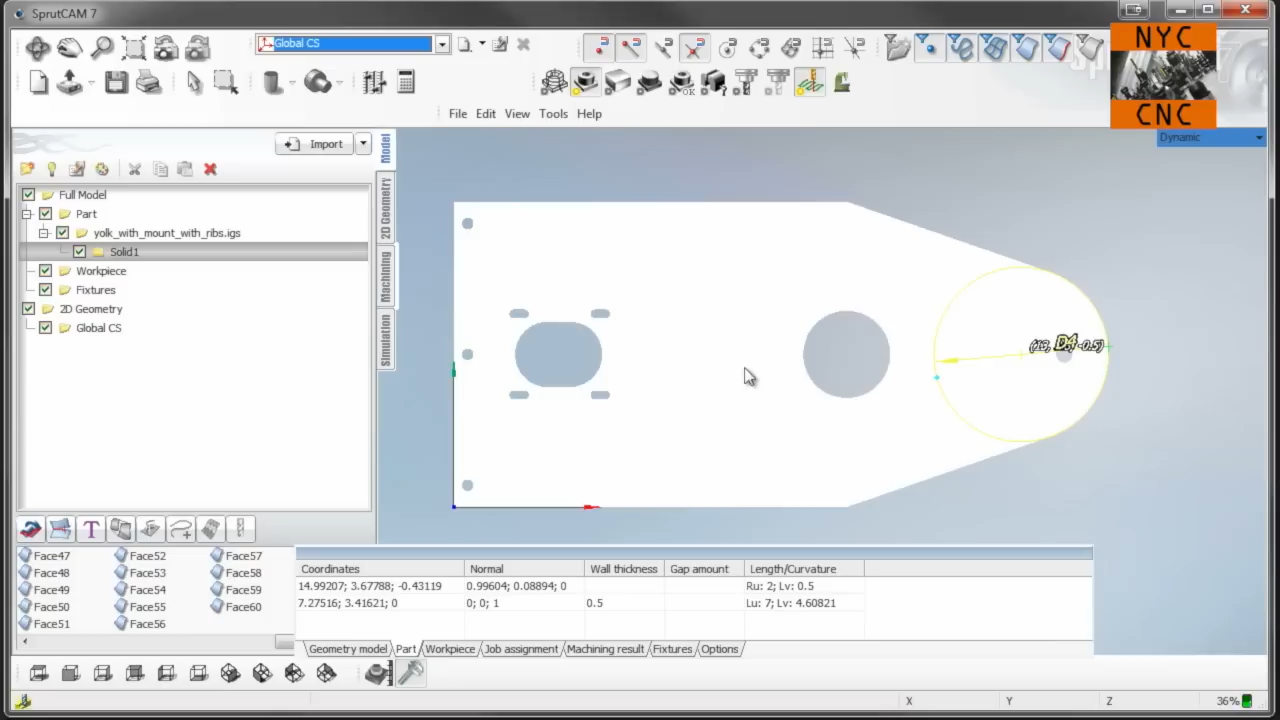 SprutCAM 7
Global CS
NYC
CNC
File Edit View Tools Help
Dynamic
Import
Model
2D Geometry
Machining
Simulation
Full Model
Part
yolk_with_mount_with_ribs.igs
Solid1
Workpiece
Fixtures
2D Geometry
Global CS
Face47 Face52 Face57
Face48 Face53 Face58
Face49 Face54 Face59
Face50 Face55 Face60
Face51 Face56
Coordinates Normal Wall thickness Gap amount Length/Curvature
14.99207; 3.67788; -0.43119 0.99604; 0.08894; 0 Ru: 2; Lv: 0.5
7.27516; 3.41621; 0 0; 0; 1 0.5 Lu: 7; Lv: 4.60821
Geometry model Part Workpiece Job assignment Machining result Fixtures Options
X Y Z 36%